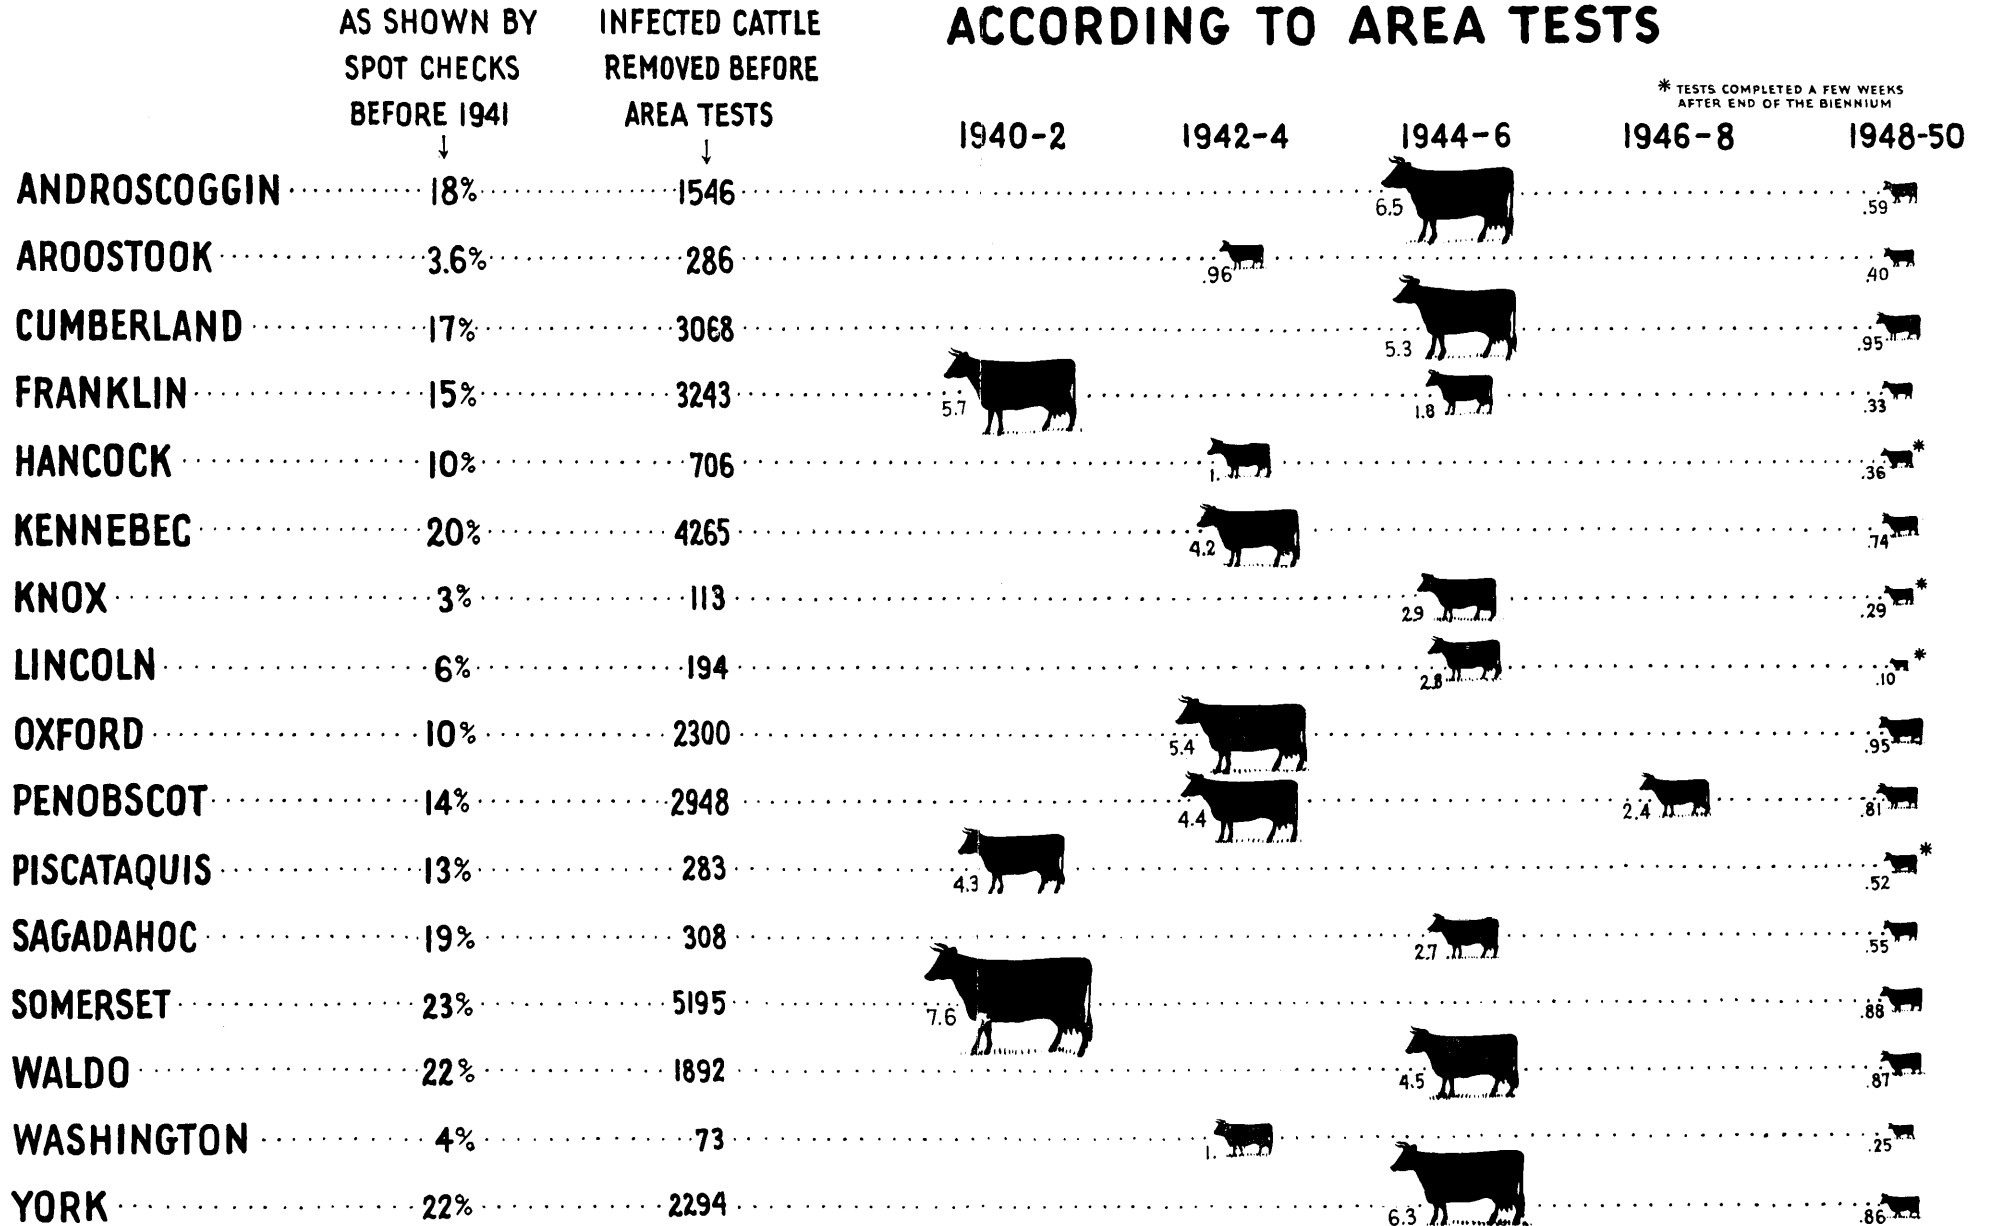 AS SHOWN BY SPOT CHECKS BEFORE 1941
INFECTED CATTLE REMOVED BEFORE AREA TESTS
ACCORDING TO AREA TESTS
* TESTS COMPLETED A FEW WEEKS
AFTER END OF THE BIENNIUM
1940-2 1942-4 1944-6 1946-8 1948-50
ANDROSCOGGIN 18% 1546 6.5 .59
AROOSTOOK 3.6% 286 .96 .40
CUMBERLAND 17% 3068 5.3 .95
FRANKLIN 15% 3243 5.7 1.8 .33
HANCOCK 10% 706 1. .36 *
KENNEBEC 20% 4265 4.2 .74
KNOX 3% 113 2.9 .29 *
LINCOLN 6% 194 2.8 .10 *
OXFORD 10% 2300 5.4 .95
PENOBSCOT 14% 2948 4.4 2.4 .81
PISCATAQUIS 13% 283 4.3 .52 *
SAGADAHOC 19% 308 2.7 .55
SOMERSET 23% 5195 7.6 .88
WALDO 22% 1892 4.5 .87
WASHINGTON 4% 73 1. .25
YORK 22% 2294 6.3 .86